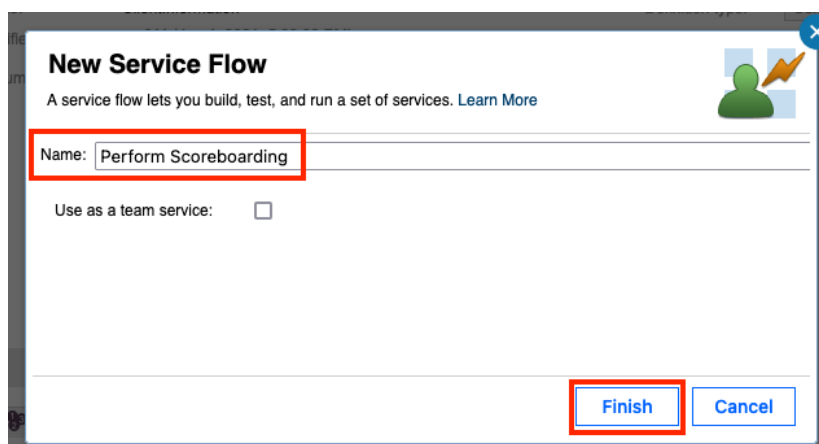 New Service Flow
A service flow lets you build, test, and run a set of services. Learn More
Name: Perform Scoreboarding
Use as a team service:
Finish Cancel